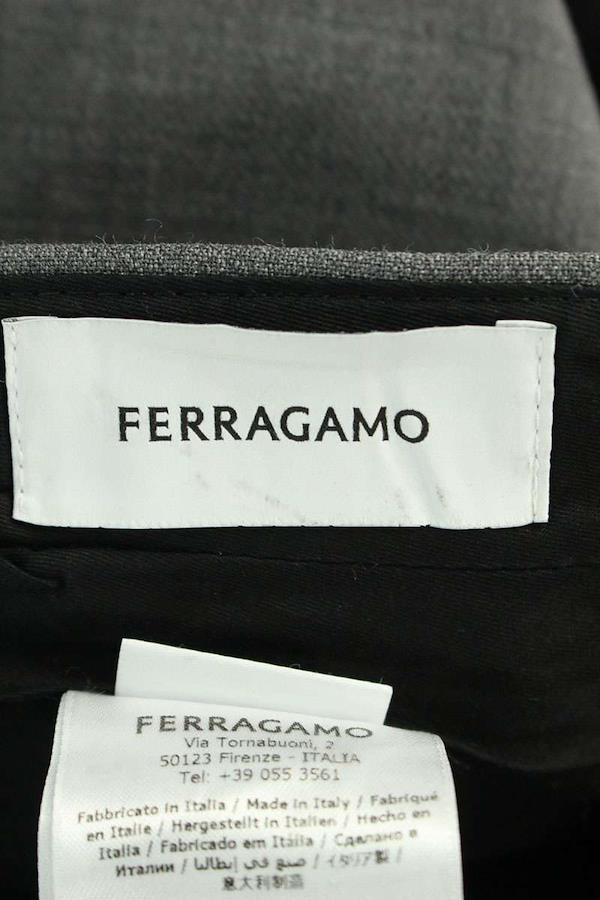 FERRAGAMO
FERRAGAMO
Via Tornabuoni, 2
50123 Firenze - ITALIA
Tel: +39 055 3561
Fabbricato in Italia / Made in Italy / Fabriqué
en Italie / Hergestellt in Italien / Hecho en
Italia / Fabricado em Itália / Сделано в
Италии / صنع في إيطاليا / イタリア製 /
意大利制造